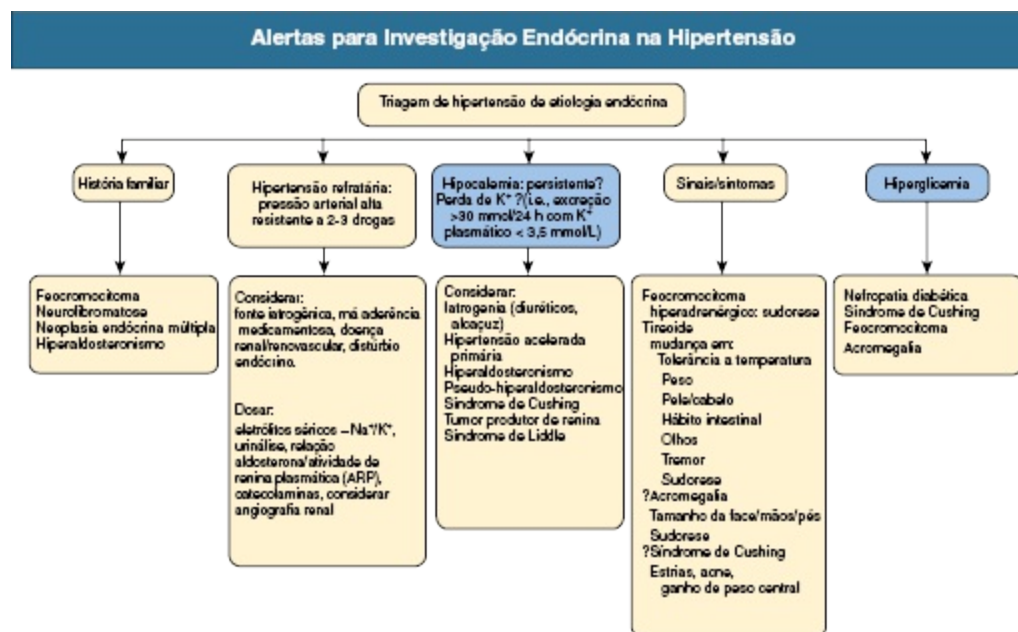 Alertas para Investigação Endócrina na Hipertensão
Triagem de hipertensão de etiologia endócrina
História familiar
Hipertensão refratária:
pressão arterial alta
resistente a 2-3 drogas
Hipocalemia: persistente?
Perda de K⁺ ?(i.e., excreção
>30 mmol/24 h com K⁺
plasmático < 3,5 mmol/L)
Sinais/sintomas
Hiperglicemia
Feocromocitoma
Neurofibromatose
Neoplasia endócrina múltipla
Hiperaldosteronismo
Considerar:
fonte iatrogênica, má aderência
medicamentosa, doença
renal/renovascular, distúrbio
endócrino.
Dosar:
eletrólitos séricos –Na⁺/K⁺,
urinálise, relação
aldosterona/atividade de
renina plasmática (ARP),
catecolaminas, considerar
angiografia renal
Considerar:
Iatrogenia (diuréticos,
alcaçuz)
Hipertensão acelerada
primária
Hiperaldosteronismo
Pseudo-hiperaldosteronismo
Síndrome de Cushing
Tumor produtor de renina
Síndrome de Liddle
Feocromocitoma
hiperadrenérgico: sudorese
Tireoide
mudança em:
Tolerância a temperatura
Peso
Pele/cabelo
Hábito intestinal
Olhos
Tremor
Sudorese
?Acromegalia
Tamanho da face/mãos/pés
Sudorese
?Síndrome de Cushing
Estrias, acne,
ganho de peso central
Nefropatia diabética
Síndrome de Cushing
Feocromocitoma
Acromegalia